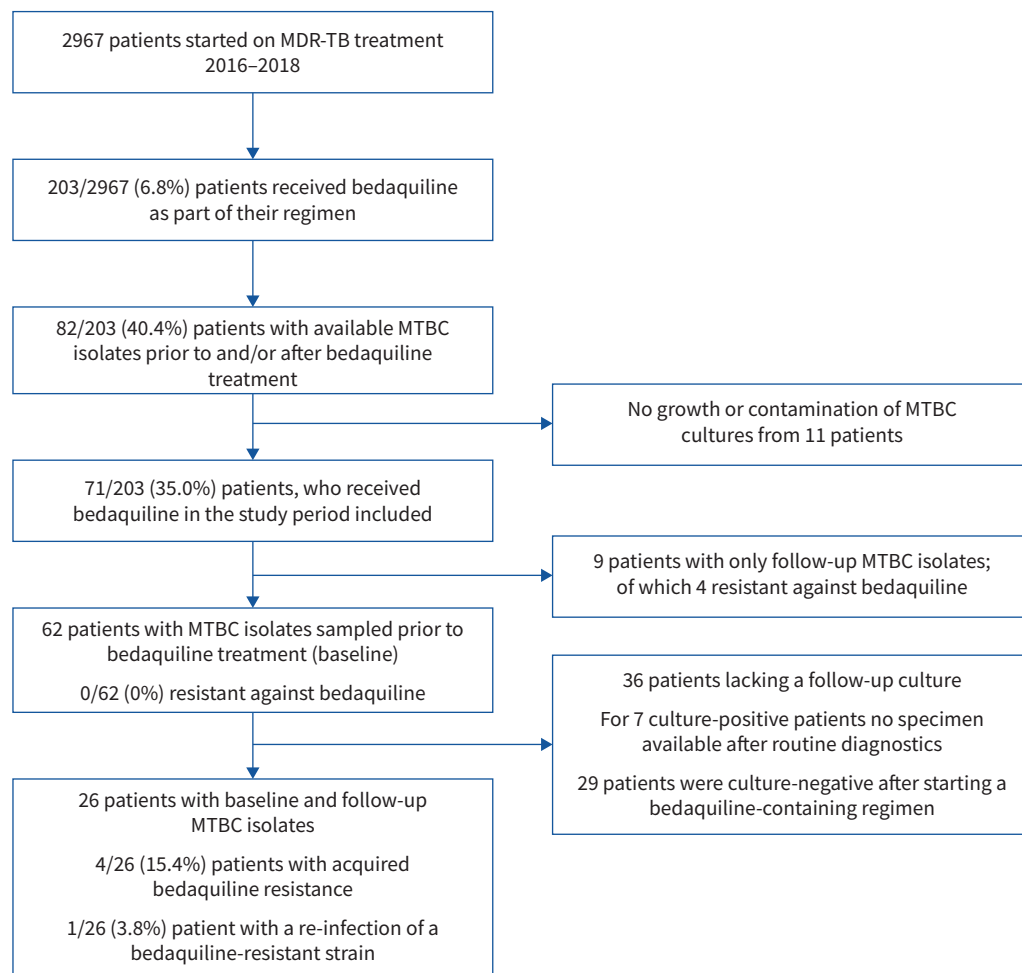 2967 patients started on MDR-TB treatment
2016–2018
203/2967 (6.8%) patients received bedaquiline
as part of their regimen
82/203 (40.4%) patients with available MTBC
isolates prior to and/or after bedaquiline
treatment
No growth or contamination of MTBC
cultures from 11 patients
71/203 (35.0%) patients, who received
bedaquiline in the study period included
9 patients with only follow-up MTBC isolates;
of which 4 resistant against bedaquiline
62 patients with MTBC isolates sampled prior to
bedaquiline treatment (baseline)
0/62 (0%) resistant against bedaquiline
36 patients lacking a follow-up culture
For 7 culture-positive patients no specimen
available after routine diagnostics
29 patients were culture-negative after starting a
bedaquiline-containing regimen
26 patients with baseline and follow-up
MTBC isolates
4/26 (15.4%) patients with acquired
bedaquiline resistance
1/26 (3.8%) patient with a re-infection of a
bedaquiline-resistant strain